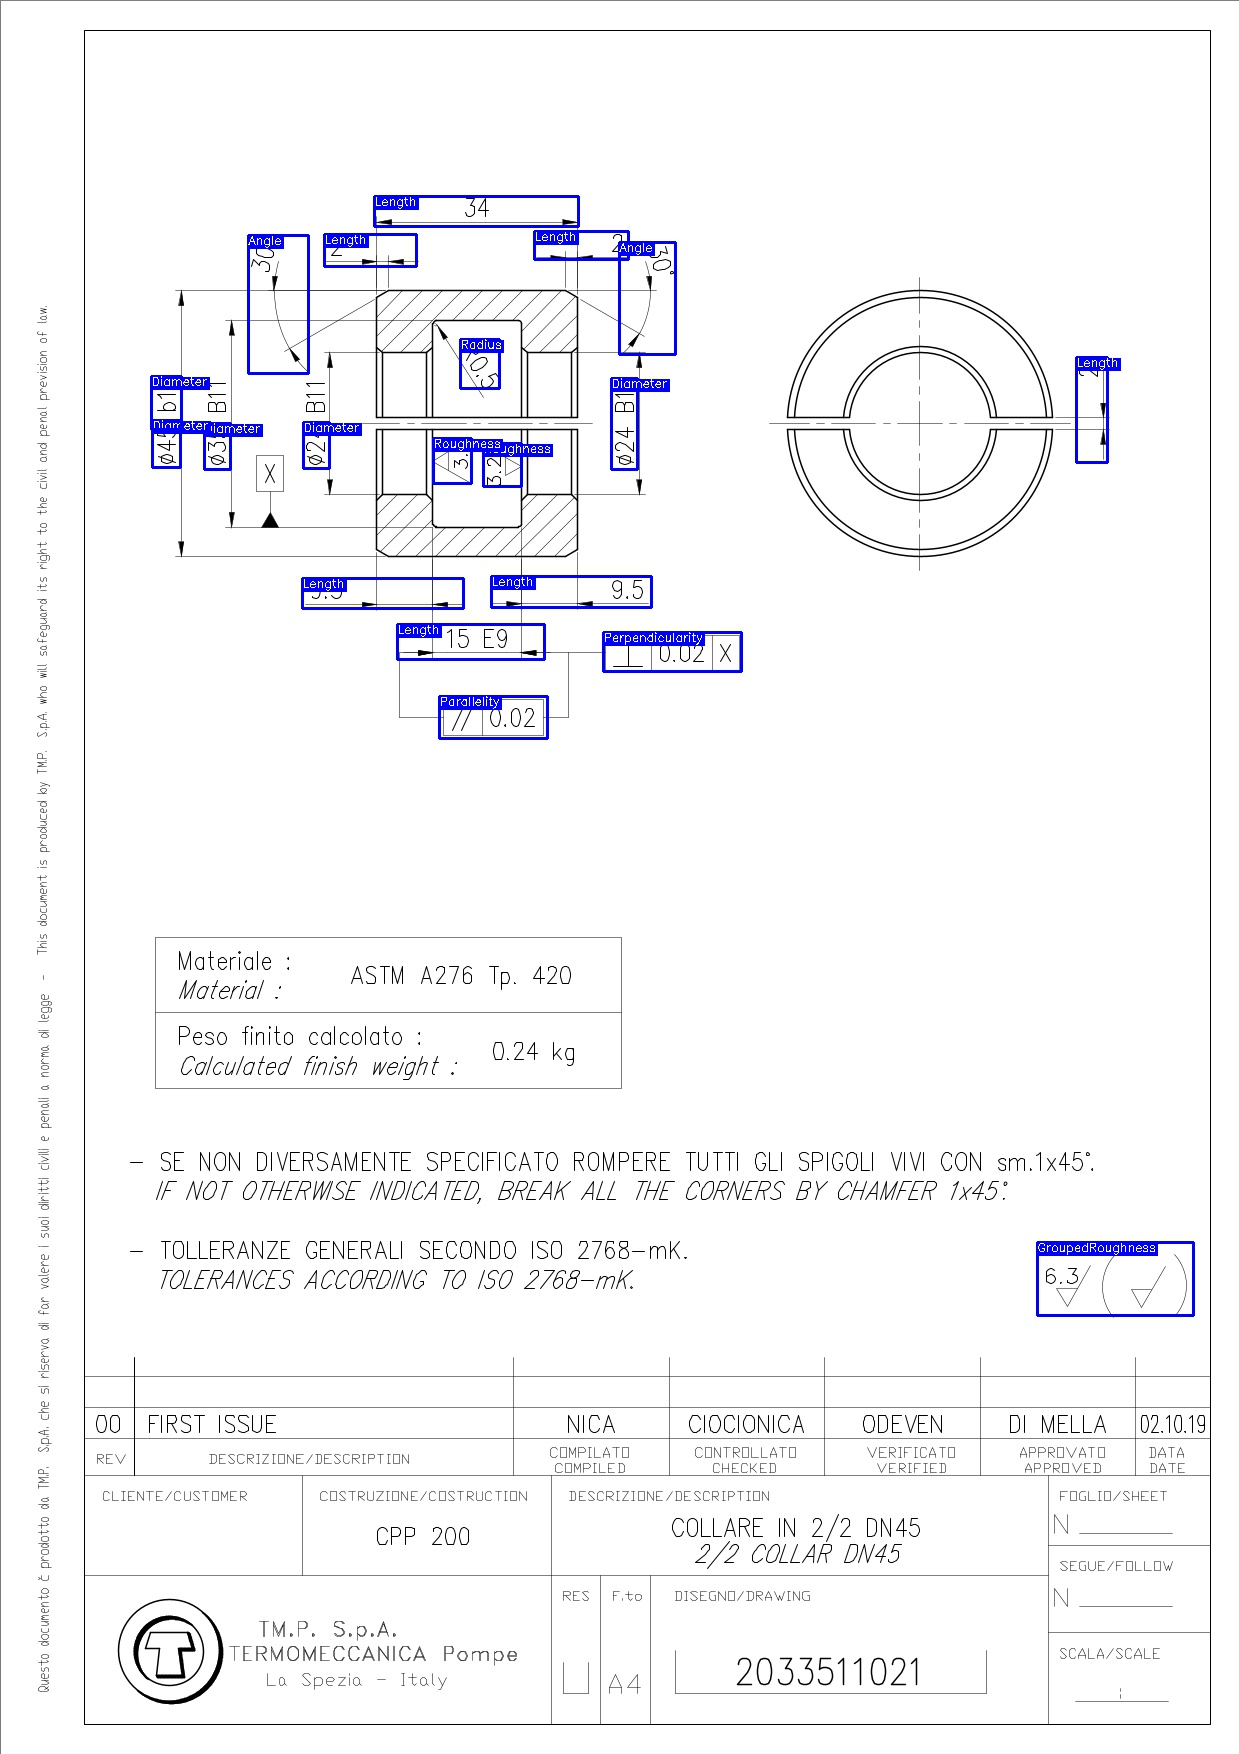 Length
34
Angle
30
Length
2
Length
2
Angle
30°
Radius
R0.5
Diameter
b11
Diameter
ø45
Diameter
B11
B11
Diameter
Diameter
ø24 B11
Length
2
Roughness
3.2
Roughness
3.2
X
Length
9.5
Length
9.5
Length
15 E9
Perpendicularity
0.02 X
Parallelity
// 0.02
Materiale :
Material :
ASTM A276 Tp. 420
Peso finito calcolato :
Calculated finish weight :
0.24 kg
- SE NON DIVERSAMENTE SPECIFICATO ROMPERE TUTTI GLI SPIGOLI VIVI CON sm.1x45°.
IF NOT OTHERWISE INDICATED, BREAK ALL THE CORNERS BY CHAMFER 1x45°.
- TOLLERANZE GENERALI SECONDO ISO 2768-mK.
TOLERANCES ACCORDING TO ISO 2768-mK.
GroupedRoughness
6.3
00 FIRST ISSUE NICA CIOCIONICA ODEVEN DI MELLA 02.10.19
REV DESCRIZIONE/DESCRIPTION COMPILATO CONTROLLATO VERIFICATO APPROVATO DATA
COMPILED CHECKED VERIFIED APPROVED DATE
CLIENTE/CUSTOMER
COSTRUZIONE/COSTRUCTION
CPP 200
DESCRIZIONE/DESCRIPTION
COLLARE IN 2/2 DN45
2/2 COLLAR DN45
FOGLIO/SHEET
N
SEGUE/FOLLOW
N
SCALA/SCALE
T
T.M.P. S.p.A.
TERMOMECCANICA Pompe
La Spezia - Italy
RES
F.to
A4
DISEGNO/DRAWING
2033511021
Questo documento č prodotto da T.M.P. S.p.A. che si riserva di far valere i suoi diritti civili e penali a norma di legge - This document is produced by T.M.P. S.p.A. who will safeguard its right to the civil and penal prevision of law.